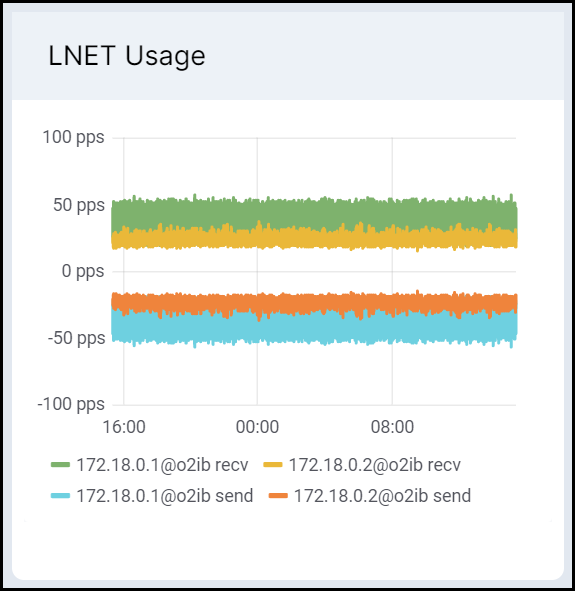 LNET Usage
100 pps
50 pps
0 pps
-50 pps
-100 pps
16:00 00:00 08:00
172.18.0.1@o2ib recv 172.18.0.2@o2ib recv
172.18.0.1@o2ib send 172.18.0.2@o2ib send